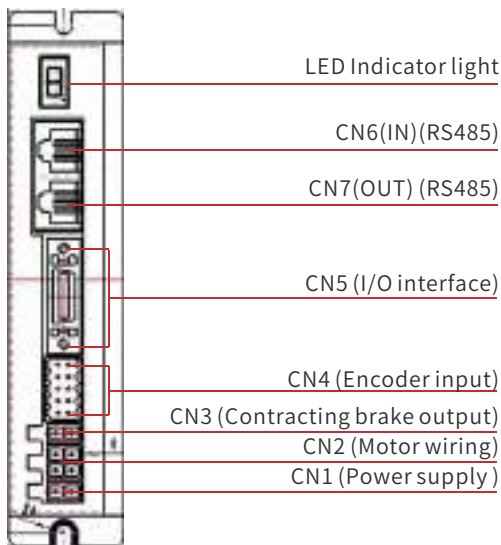 LED Indicator light
CN6(IN)(RS485)
CN7(OUT) (RS485)
CN5 (I/O interface)
CN4 (Encoder input)
CN3 (Contracting brake output)
CN2 (Motor wiring)
CN1 (Power supply )